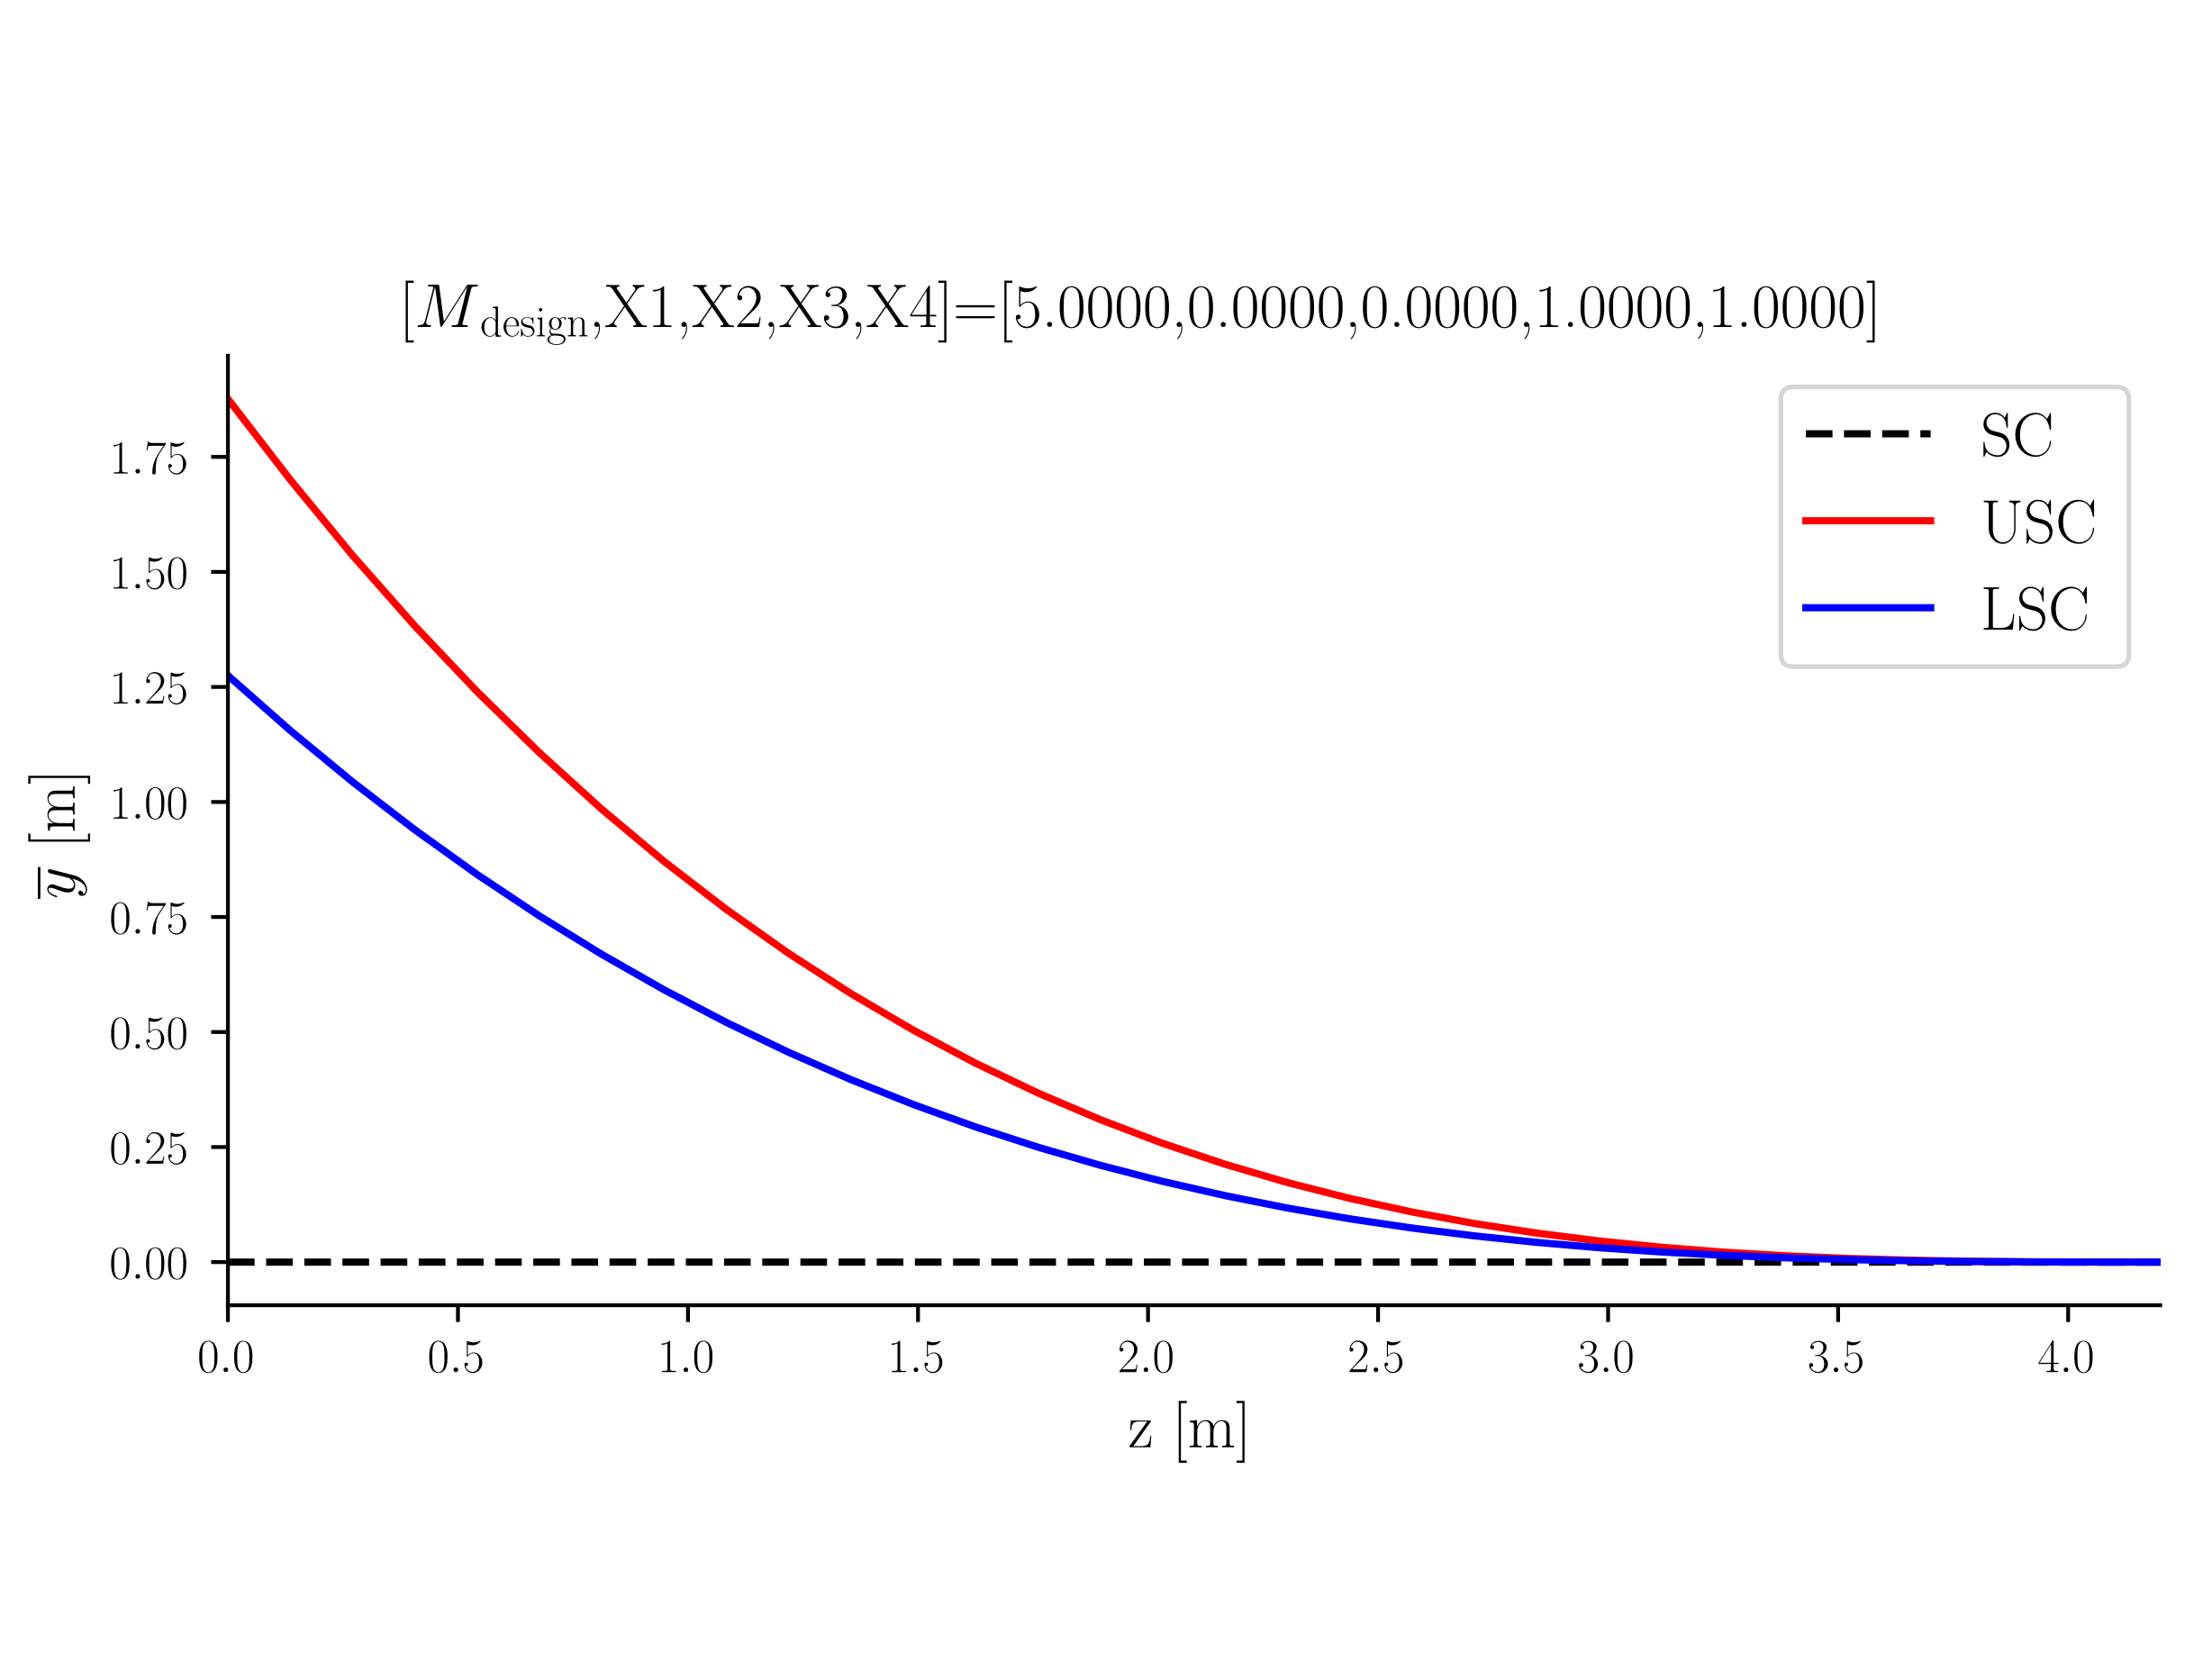 [M_design,X1,X2,X3,X4]=[5.0000,0.0000,0.0000,1.0000,1.0000]
SC
USC
LSC
y̅ [m]
1.75
1.50
1.25
1.00
0.75
0.50
0.25
0.00
0.0 0.5 1.0 1.5 2.0 2.5 3.0 3.5 4.0
z [m]